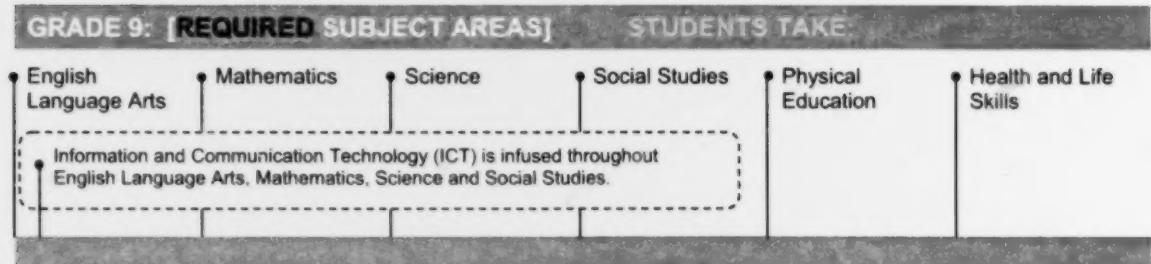 GRADE 9: [REQUIRED SUBJECT AREAS] STUDENTS TAKE:
English
Language Arts
Mathematics
Science
Social Studies
Physical
Education
Health and Life
Skills
Information and Communication Technology (ICT) is infused throughout
English Language Arts, Mathematics, Science and Social Studies.